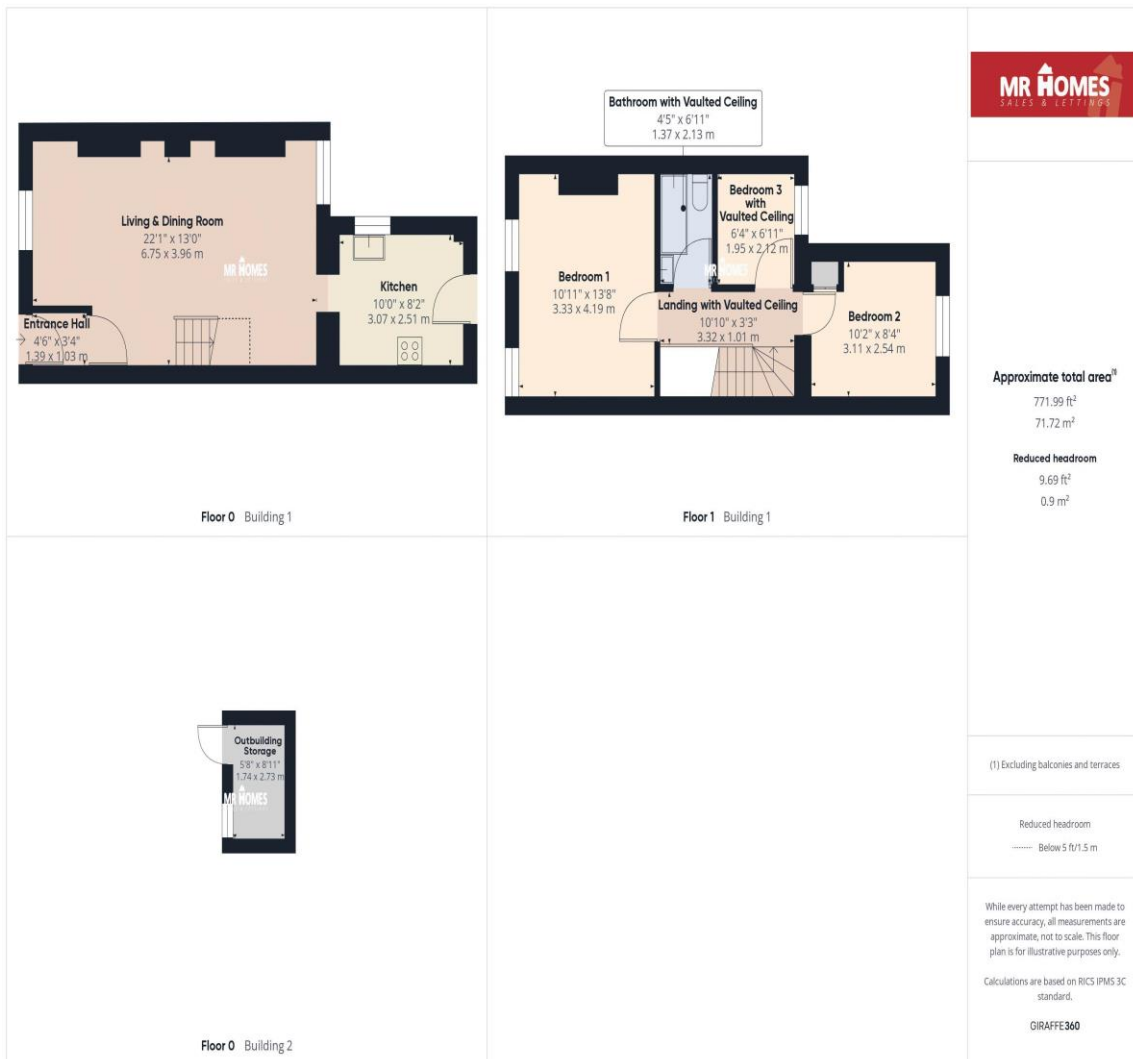 Living & Dining Room
22'1" x 13'0"
6.75 x 3.96 m
MR HOMES
Kitchen
10'0" x 8'2"
3.07 x 2.51 m
Entrance Hall
4'6" x 3'4"
1.39 x 1.03 m
Floor 0 Building 1
Bathroom with Vaulted Ceiling
4'5" x 6'11"
1.37 x 2.13 m
Bedroom 3
with
Vaulted Ceiling
6'4" x 6'11"
1.95 x 2.12 m
MR HOMES
Bedroom 1
10'11" x 13'8"
3.33 x 4.19 m
Landing with Vaulted Ceiling
10'10" x 3'3"
3.32 x 1.01 m
Bedroom 2
10'2" x 8'4"
3.11 x 2.54 m
Floor 1 Building 1
Outbuilding
Storage
5'8" x 8'11"
1.74 x 2.73 m
MR HOMES
Floor 0 Building 2
MR HOMES
SALES & LETTINGS
Approximate total area(1)
771.99 ft²
71.72 m²
Reduced headroom
9.69 ft²
0.9 m²
(1) Excluding balconies and terraces
Reduced headroom
Below 5 ft/1.5 m
While every attempt has been made to
ensure accuracy, all measurements are
approximate, not to scale. This floor
plan is for illustrative purposes only.
Calculations are based on RICS IPMS 3C
standard.
GIRAFFE360